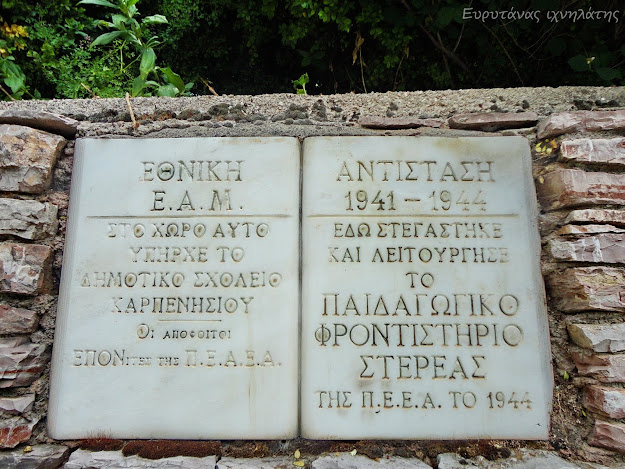 Ευρυτάνας ιχνηλάτης
ΕΘΝΙΚΗ
Ε.Α.Μ.
ΣΤΟ ΧΩΡΟ ΑΥΤΟ
ΥΠΗΡΧΕ ΤΟ
ΔΗΜΟΤΙΚΟ ΣΧΟΛΕΙΟ
ΚΑΡΠΕΝΗΣΙΟΥ
ΟΙ ΑΠΟΦΟΙΤΟΙ
ΕΠΟΝΙΤΕΣ ΤΗΣ Π.Ε.Α.Ε.Α.
ΑΝΤΙΣΤΑΣΗ
1941 – 1944
ΕΔΩ ΣΤΕΓΑΣΤΗΚΕ
ΚΑΙ ΛΕΙΤΟΥΡΓΗΣΕ
ΤΟ
ΠΑΙΔΑΓΩΓΙΚΟ
ΦΡΟΝΤΙΣΤΗΡΙΟ
ΣΤΕΡΕΑΣ
ΤΗΣ Π.Ε.Ε.Α. ΤΟ 1944